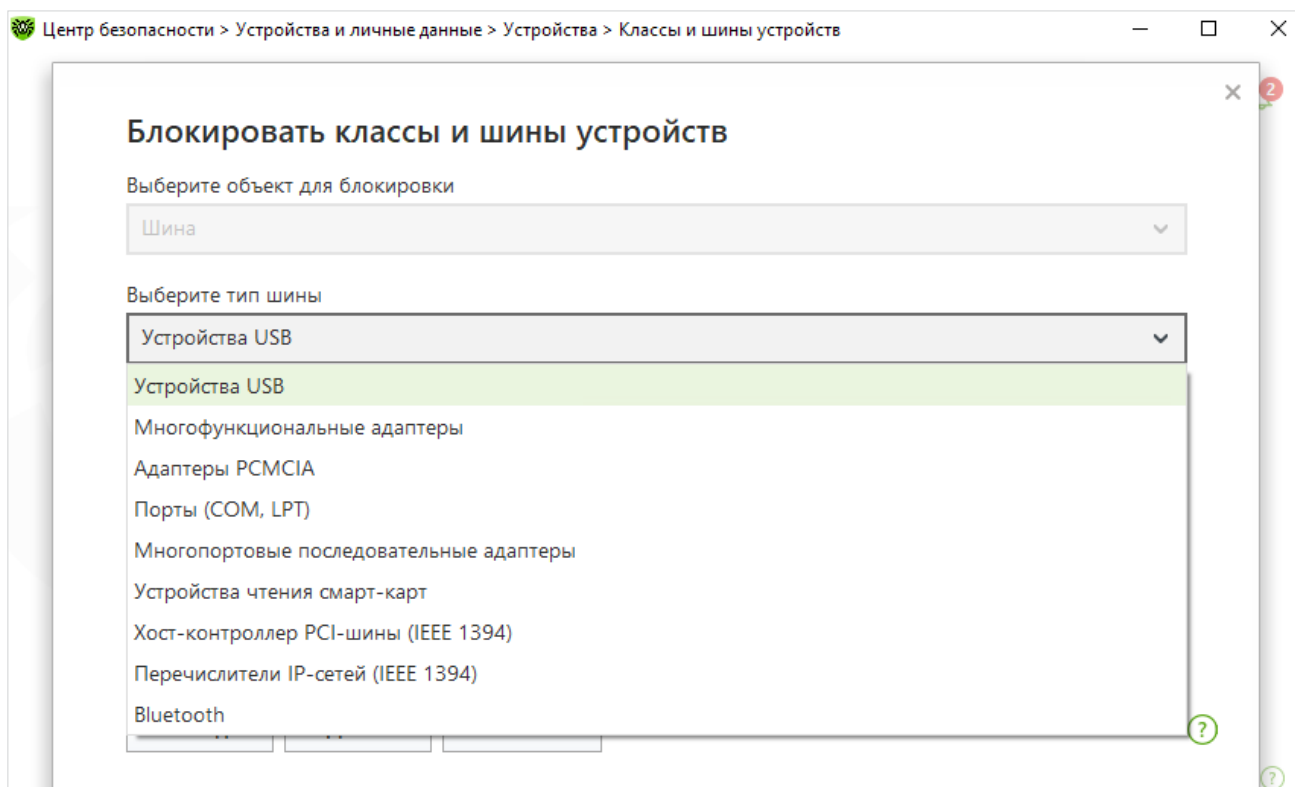 Центр безопасности > Устройства и личные данные > Устройства > Классы и шины устройств
2
Блокировать классы и шины устройств
Выберите объект для блокировки
Шина
Выберите тип шины
Устройства USB
Устройства USB
Многофункциональные адаптеры
Адаптеры PCMCIA
Порты (COM, LPT)
Многопортовые последовательные адаптеры
Устройства чтения смарт-карт
Хост-контроллер PCI-шины (IEEE 1394)
Перечислители IP-сетей (IEEE 1394)
Bluetooth
?
?